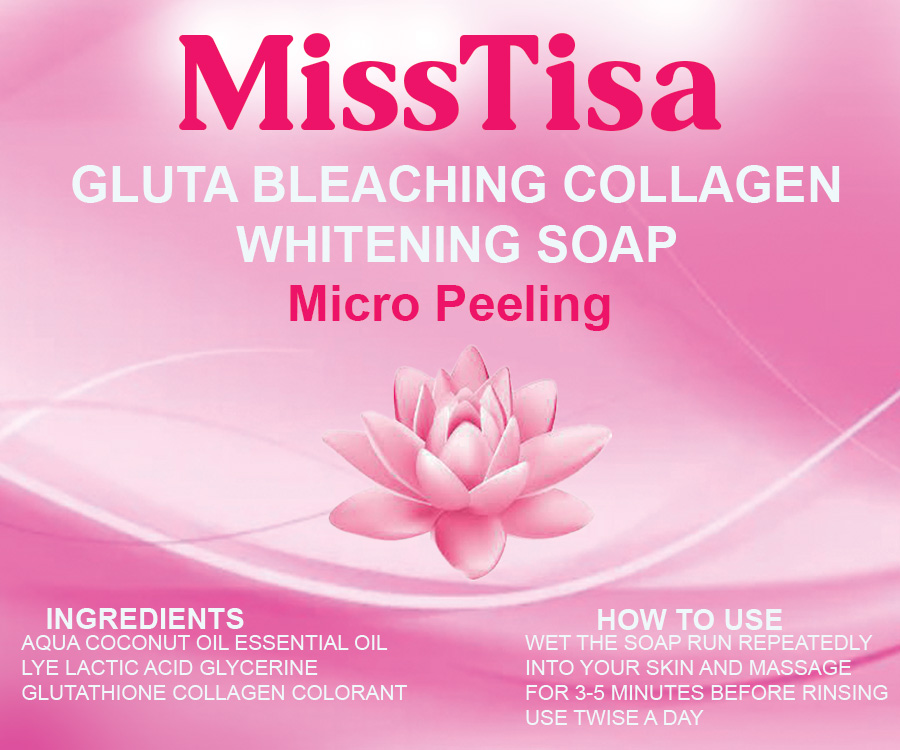 MissTisa
GLUTA BLEACHING COLLAGEN
WHITENING SOAP
Micro Peeling
INGREDIENTS
AQUA COCONUT OIL ESSENTIAL OIL
LYE LACTIC ACID GLYCERINE
GLUTATHIONE COLLAGEN COLORANT
HOW TO USE
WET THE SOAP RUN REPEATEDLY
INTO YOUR SKIN AND MASSAGE
FOR 3-5 MINUTES BEFORE RINSING
USE TWISE A DAY